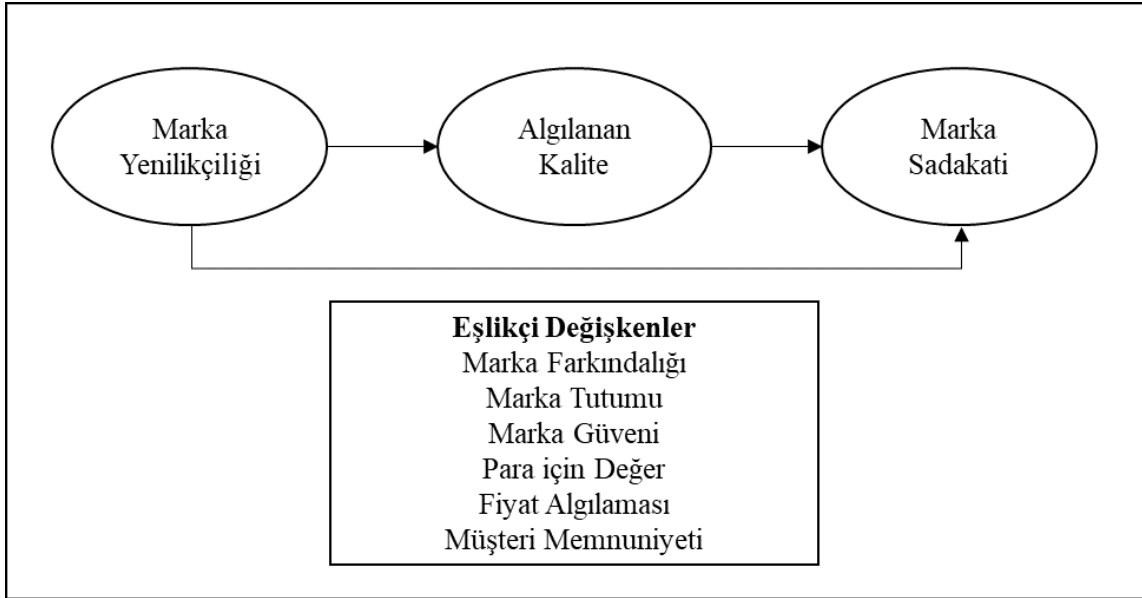 Marka
Yenilikçiliği
Algılanan
Kalite
Marka
Sadakati
Eşlikçi Değişkenler
Marka Farkındalığı
Marka Tutumu
Marka Güveni
Para için Değer
Fiyat Algılaması
Müşteri Memnuniyeti